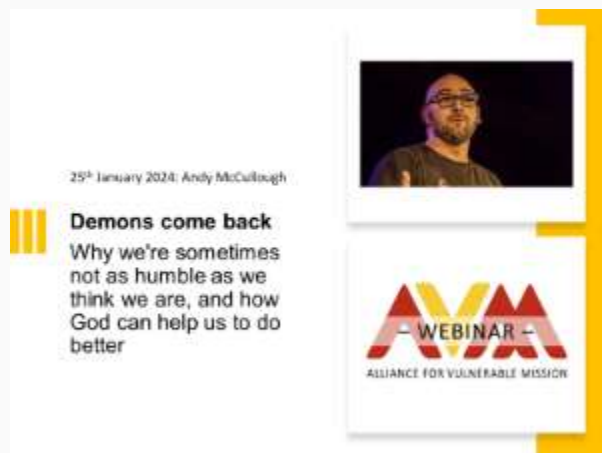 25th January 2024: Andy McCullough
Demons come back
Why we're sometimes
not as humble as we
think we are, and how
God can help us to do
better
AVM
– WEBINAR –
ALLIANCE FOR VULNERABLE MISSION